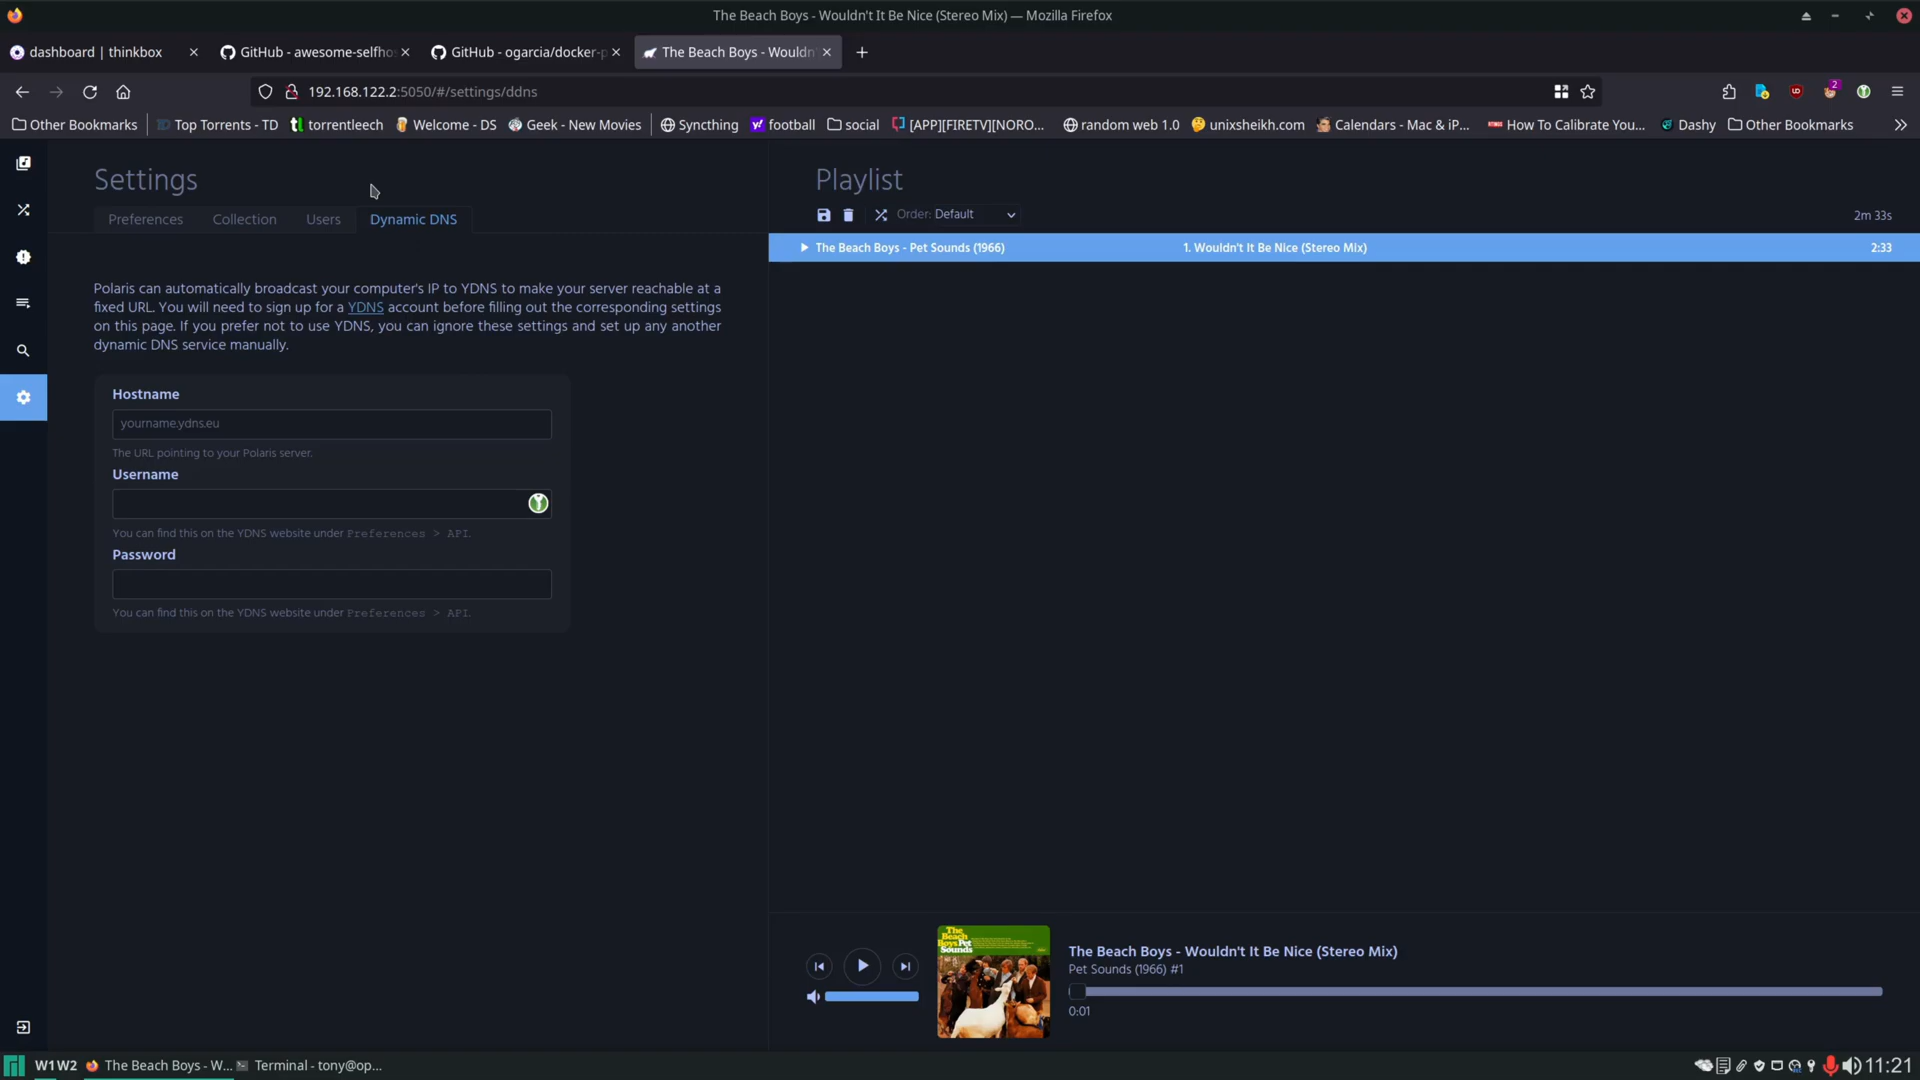 The Beach Boys - Wouldn't It Be Nice (Stereo Mix) — Mozilla Firefox
dashboard | thinkbox
GitHub - awesome-selfhos
GitHub - ogarcia/docker-p
The Beach Boys - Wouldn'
192.168.122.2:5050/#/settings/ddns
2
Other Bookmarks
Top Torrents - TD
torrentleech
Welcome - DS
Geek - New Movies
Syncthing
football
social
[APP][FIRETV][NORO...
random web 1.0
unixsheikh.com
Calendars - Mac & iP...
How To Calibrate You...
Dashy
Other Bookmarks
Settings
Preferences
Collection
Users
Dynamic DNS
Polaris can automatically broadcast your computer's IP to YDNS to make your server reachable at a
fixed URL. You will need to sign up for a YDNS account before filling out the corresponding settings
on this page. If you prefer not to use YDNS, you can ignore these settings and set up any another
dynamic DNS service manually.
Hostname
yourname.ydns.eu
The URL pointing to your Polaris server.
Username
You can find this on the YDNS website under Preferences > API.
Password
You can find this on the YDNS website under Preferences > API.
Playlist
Order: Default
2m 33s
The Beach Boys - Pet Sounds (1966)
1. Wouldn't It Be Nice (Stereo Mix)
2:33
The Beach Boys Pet Sounds
The Beach Boys - Wouldn't It Be Nice (Stereo Mix)
Pet Sounds (1966) #1
0:01
W1W2
The Beach Boys - W...
Terminal - tony@op...
11:21